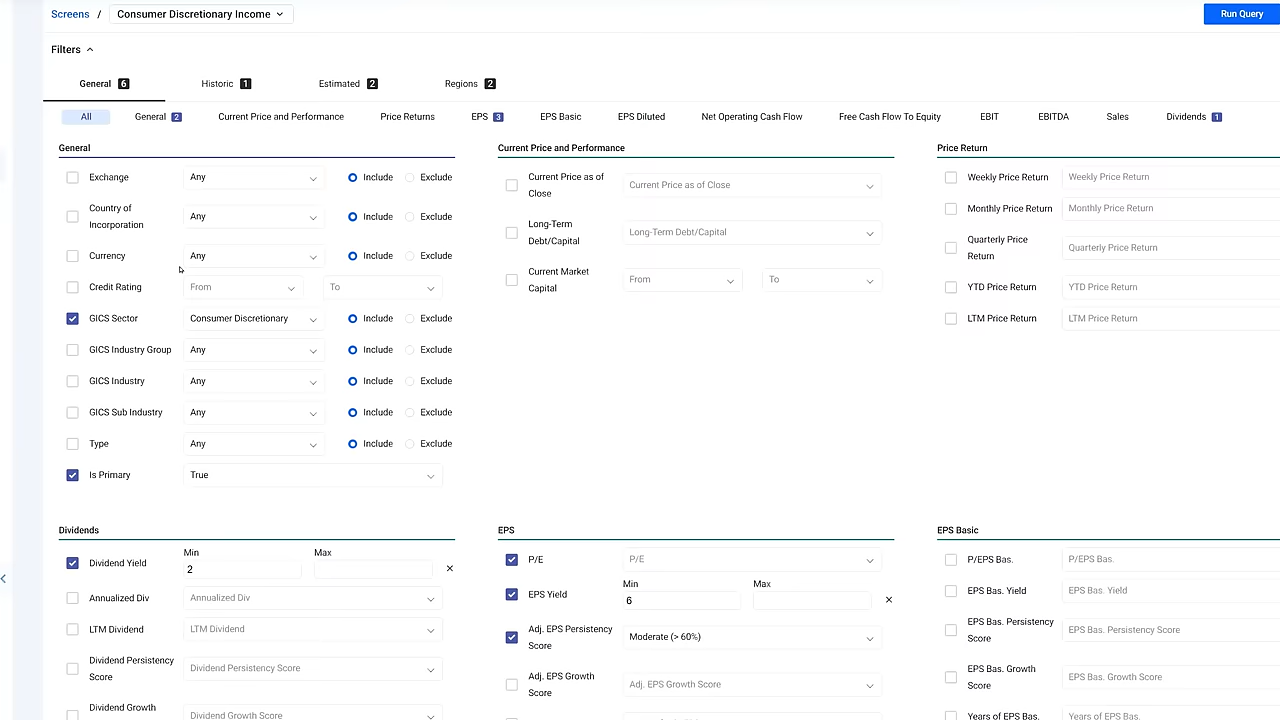 Screens / Consumer Discretionary Income
Run Query
Filters
General 6 Historic 1 Estimated 2 Regions 2
All General 2 Current Price and Performance Price Returns EPS 3 EPS Basic EPS Diluted Net Operating Cash Flow Free Cash Flow To Equity EBIT EBITDA Sales Dividends 1
General
Exchange Any Include Exclude
Country of
Incorporation
Any Include Exclude
Currency Any Include Exclude
Credit Rating From To
GICS Sector Consumer Discretionary Include Exclude
GICS Industry Group Any Include Exclude
GICS Industry Any Include Exclude
GICS Sub Industry Any Include Exclude
Type Any Include Exclude
Is Primary True
Current Price and Performance
Current Price as of
Close
Current Price as of Close
Long-Term
Debt/Capital
Long-Term Debt/Capital
Current Market
Capital
From To
Price Return
Weekly Price Return Weekly Price Return
Monthly Price Return Monthly Price Return
Quarterly Price
Return
Quarterly Price Return
YTD Price Return YTD Price Return
LTM Price Return LTM Price Return
Dividends
Min Max
Dividend Yield 2
Annualized Div Annualized Div
LTM Dividend LTM Dividend
Dividend Persistency
Score
Dividend Persistency Score
Dividend Growth
Dividend Growth Score
EPS
P/E P/E
Min Max
EPS Yield 6
Adj. EPS Persistency
Score
Moderate (> 60%)
Adj. EPS Growth
Score
Adj. EPS Growth Score
EPS Basic
P/EPS Bas. P/EPS Bas.
EPS Bas. Yield EPS Bas. Yield
EPS Bas. Persistency
Score
EPS Bas. Persistency Score
EPS Bas. Growth
Score
EPS Bas. Growth Score
Years of EPS Bas. Years of EPS Bas.